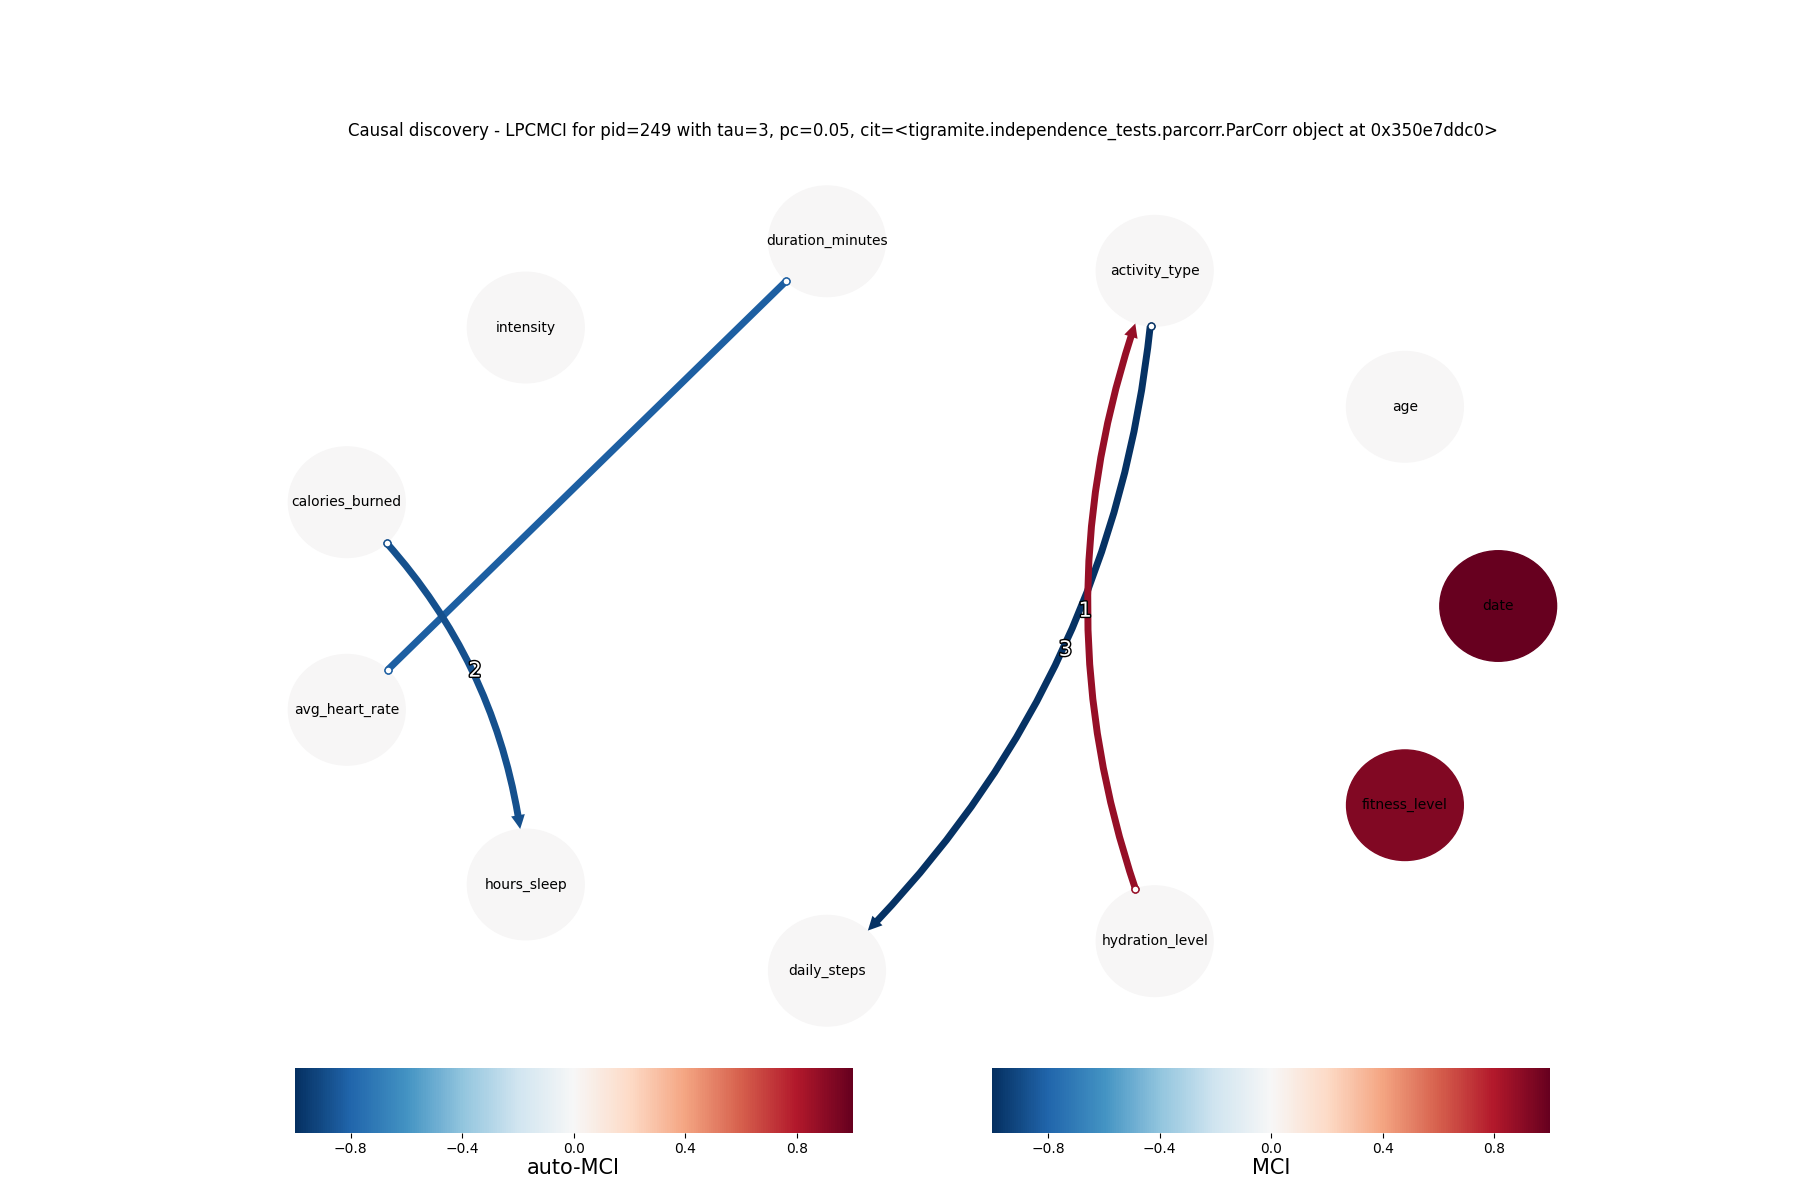 Causal discovery - LPCMCI for pid=249 with tau=3, pc=0.05, cit=<tigramite.independence_tests.parcorr.ParCorr object at 0x350e7ddc0>
duration_minutes
activity_type
intensity
age
calories_burned
date
1
3
2
avg_heart_rate
fitness_level
hours_sleep
hydration_level
daily_steps
−0.8 −0.4 0.0 0.4 0.8
auto-MCI
−0.8 −0.4 0.0 0.4 0.8
MCI